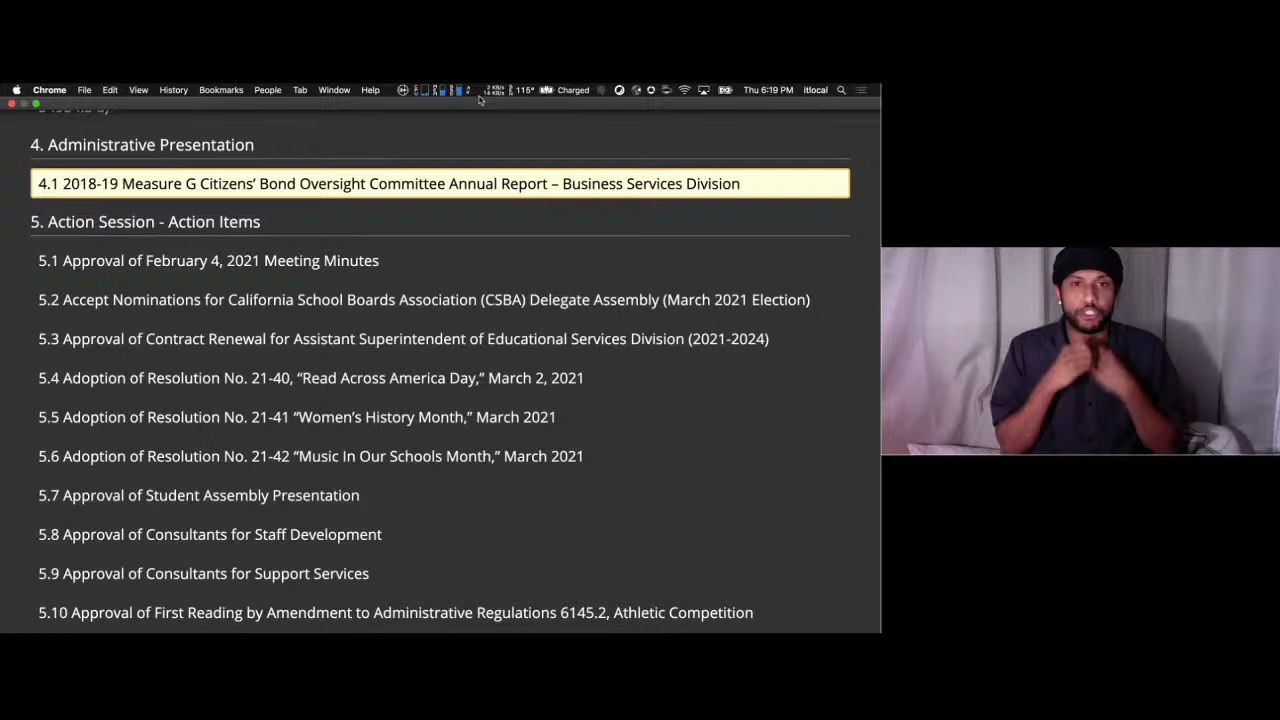 Chrome File Edit View History Bookmarks People Tab Window Help 2 KB/s 14 KB/s 115° Charged Thu 6:19 PM itlocal
4. Administrative Presentation
4.1 2018-19 Measure G Citizens’ Bond Oversight Committee Annual Report – Business Services Division
5. Action Session - Action Items
5.1 Approval of February 4, 2021 Meeting Minutes
5.2 Accept Nominations for California School Boards Association (CSBA) Delegate Assembly (March 2021 Election)
5.3 Approval of Contract Renewal for Assistant Superintendent of Educational Services Division (2021-2024)
5.4 Adoption of Resolution No. 21-40, “Read Across America Day,” March 2, 2021
5.5 Adoption of Resolution No. 21-41 “Women’s History Month,” March 2021
5.6 Adoption of Resolution No. 21-42 “Music In Our Schools Month,” March 2021
5.7 Approval of Student Assembly Presentation
5.8 Approval of Consultants for Staff Development
5.9 Approval of Consultants for Support Services
5.10 Approval of First Reading by Amendment to Administrative Regulations 6145.2, Athletic Competition